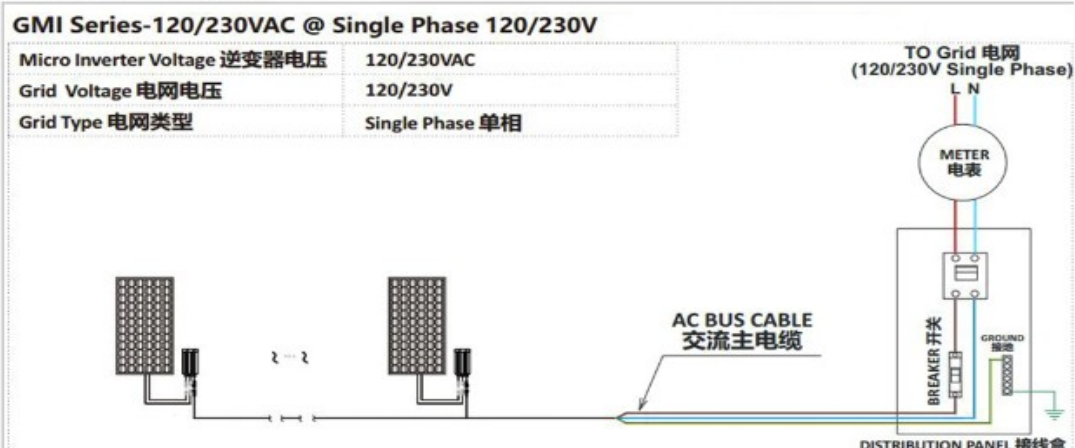 GMI Series-120/230VAC @ Single Phase 120/230V
Micro Inverter Voltage 逆变器电压 120/230VAC
Grid Voltage 电网电压 120/230V
Grid Type 电网类型 Single Phase 单相
TO Grid 电网
(120/230V Single Phase)
L N
METER
电表
AC BUS CABLE
交流主电缆
BREAKER 开关
GROUND
接地
DISTRIBUTION PANEL 接线盒